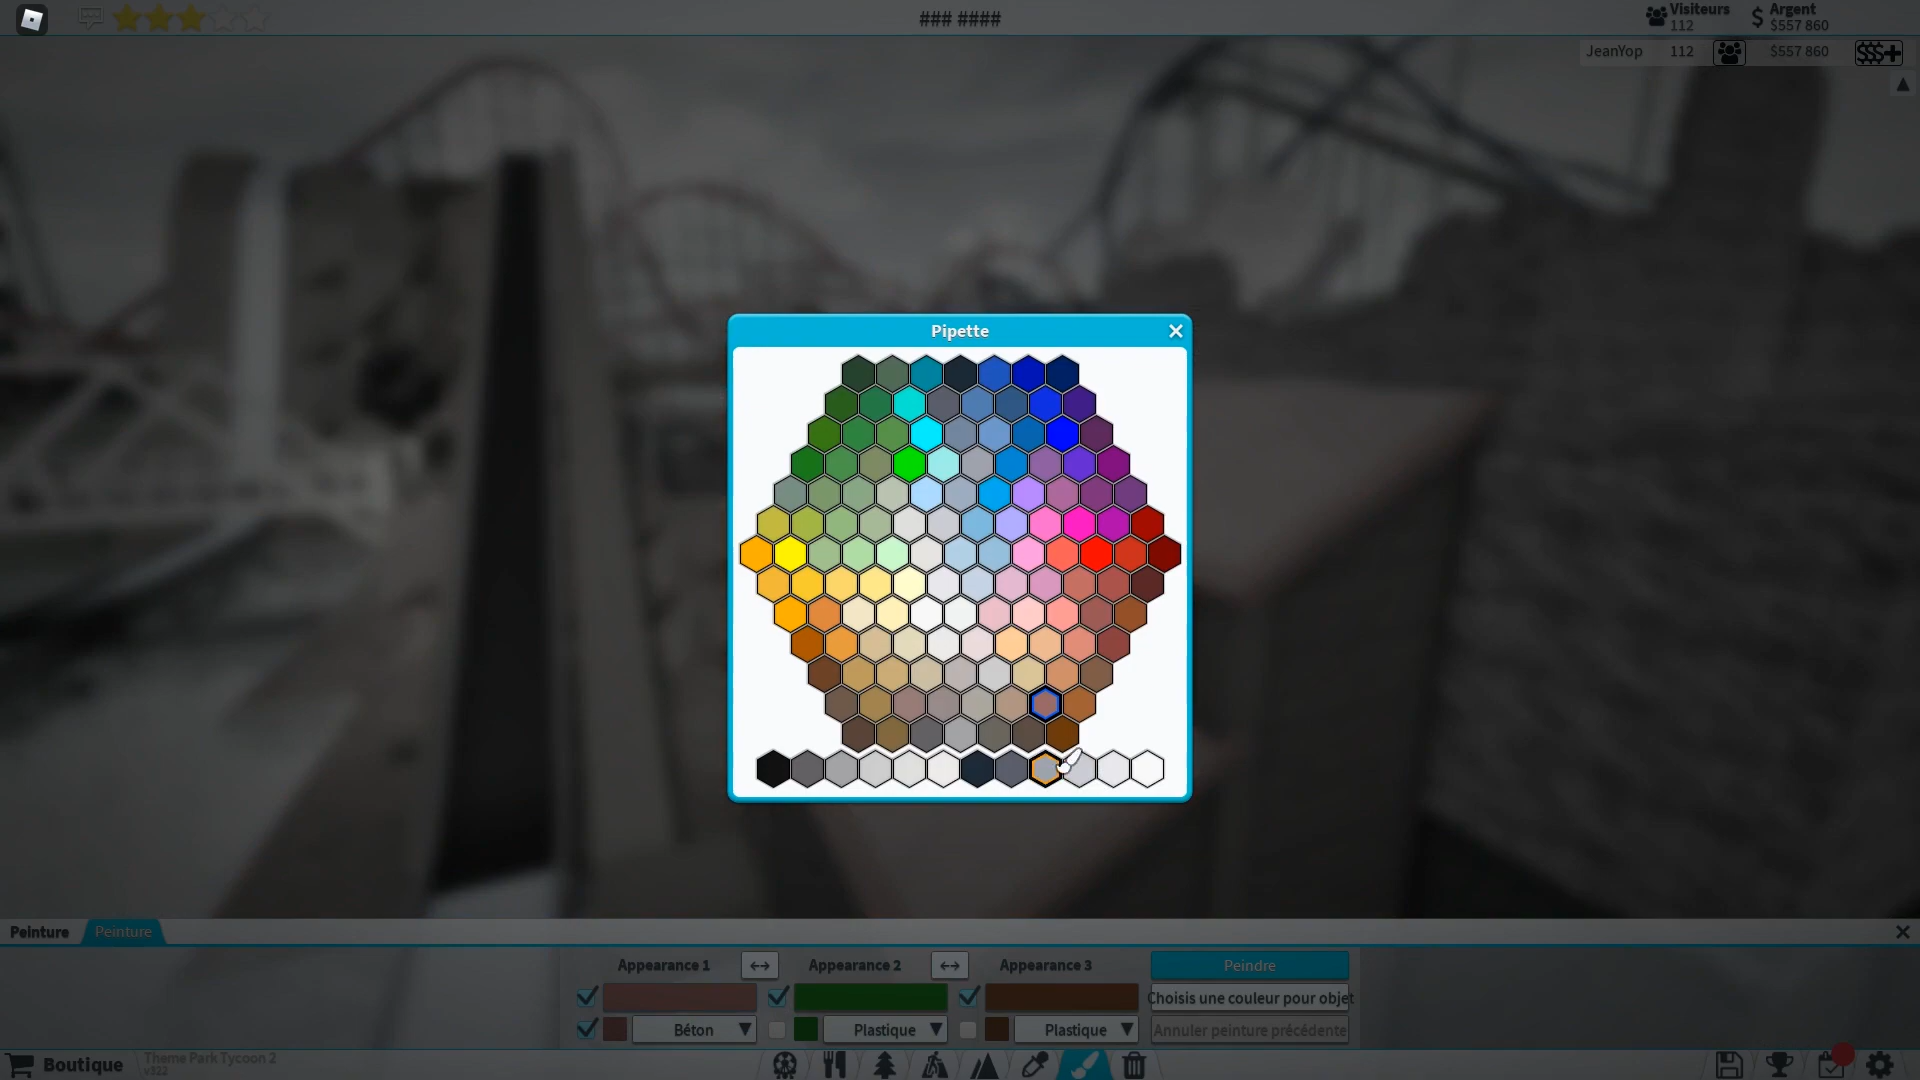 ### ####
Visiteurs
112
$ Argent
$557 860
JeanYop 112 $557 860 $$$+
Pipette
Peinture Peinture
Appearance 1 Appearance 2 Appearance 3 Peindre
Choisis une couleur pour objet
Béton Plastique Plastique Annuler peinture précédente
Boutique
Theme Park Tycoon 2
v322